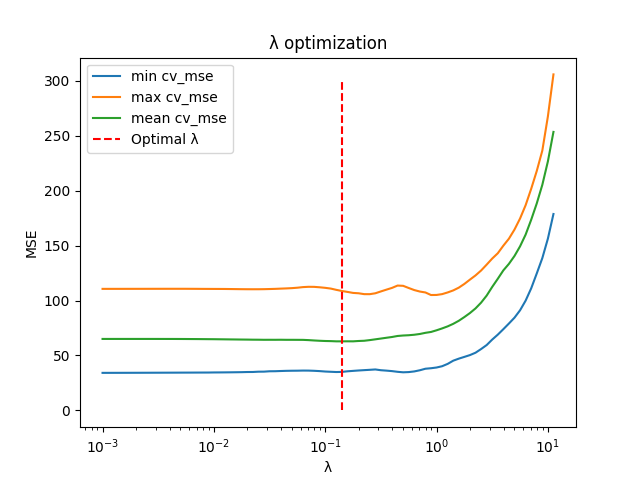 λ optimization
min cv_mse
max cv_mse
mean cv_mse
Optimal λ
300
250
200
150
100
50
0
MSE
10⁻³ 10⁻² 10⁻¹ 10⁰ 10¹
λ